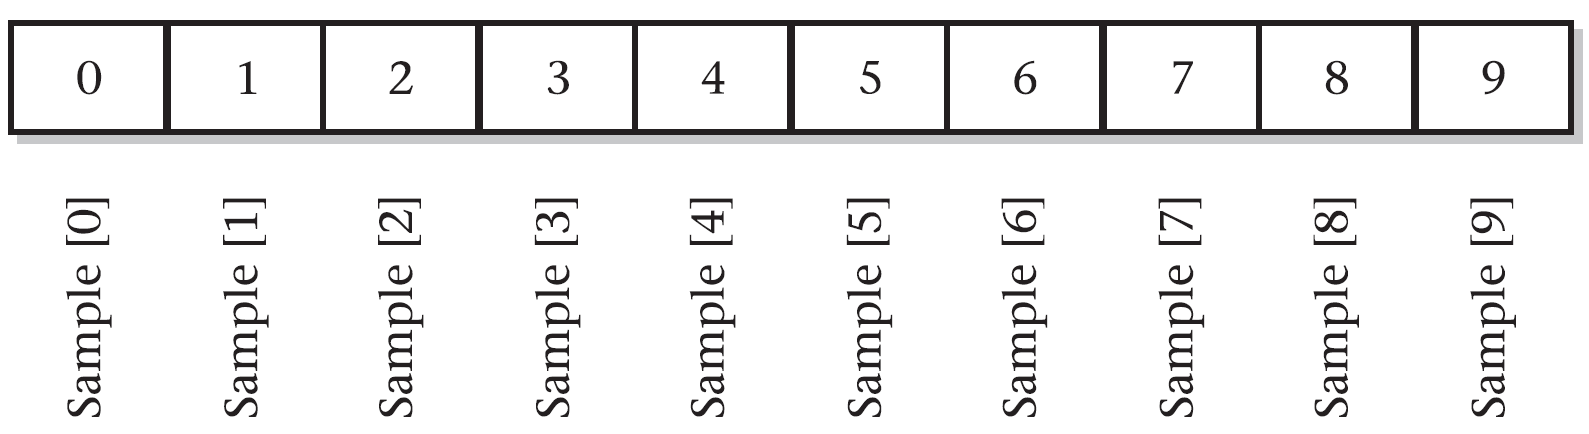 0 1 2 3 4 5 6 7 8 9
Sample [0]
Sample [1]
Sample [2]
Sample [3]
Sample [4]
Sample [5]
Sample [6]
Sample [7]
Sample [8]
Sample [9]